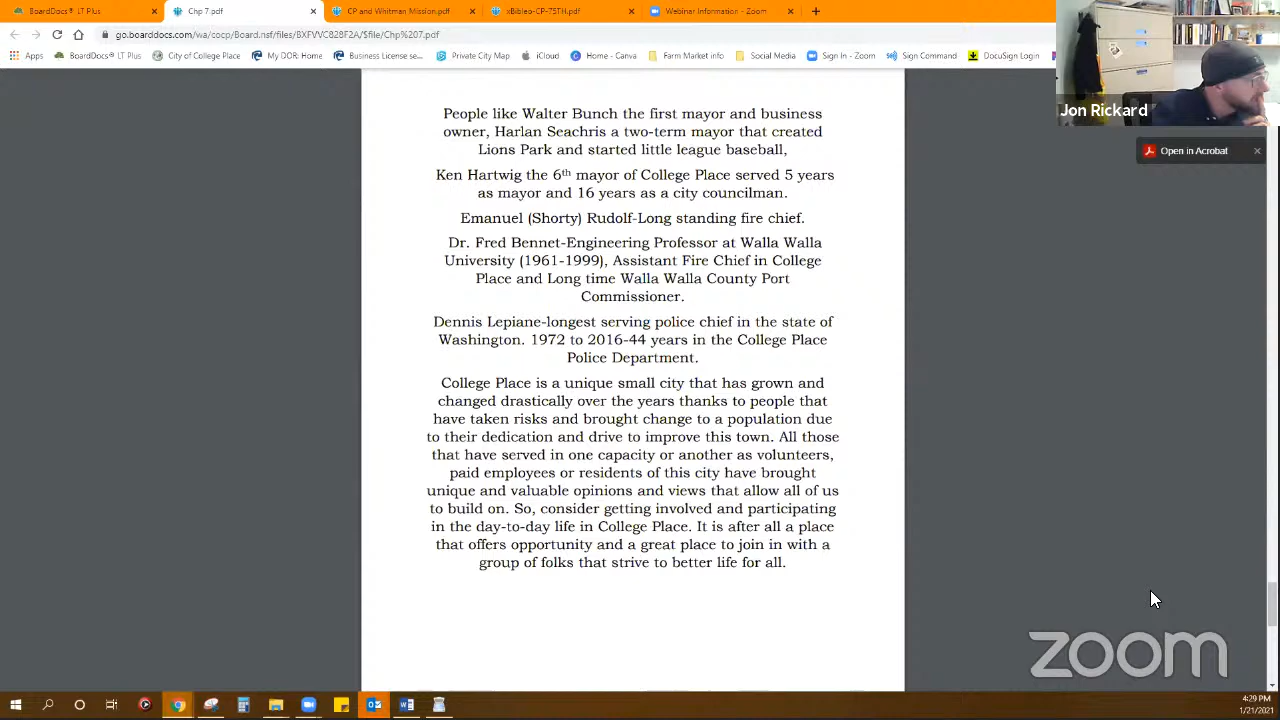 BoardDocs® LT Plus
Chp 7.pdf
CP and Whitman Mission.pdf
xBibleo-CP-75TH.pdf
Webinar Information - Zoom
go.boarddocs.com/wa/cocp/Board.nsf/files/BXFVVC828F2A/$file/Chp%207.pdf
Apps
BoardDocs® LT Plus
City of College Place
My DOR: Home
Business License se...
Private City Map
iCloud
Home - Canva
Farm Market info
Social Media
Sign In - Zoom
Sign Command
DocuSign Login
Jon Rickard
Open in Acrobat
People like Walter Bunch the first mayor and business
owner, Harlan Seachris a two-term mayor that created
Lions Park and started little league baseball,
Ken Hartwig the 6th mayor of College Place served 5 years
as mayor and 16 years as a city councilman.
Emanuel (Shorty) Rudolf-Long standing fire chief.
Dr. Fred Bennet-Engineering Professor at Walla Walla
University (1961-1999), Assistant Fire Chief in College
Place and Long time Walla Walla County Port
Commissioner.
Dennis Lepiane-longest serving police chief in the state of
Washington. 1972 to 2016-44 years in the College Place
Police Department.
College Place is a unique small city that has grown and
changed drastically over the years thanks to people that
have taken risks and brought change to a population due
to their dedication and drive to improve this town. All those
that have served in one capacity or another as volunteers,
paid employees or residents of this city have brought
unique and valuable opinions and views that allow all of us
to build on. So, consider getting involved and participating
in the day-to-day life in College Place. It is after all a place
that offers opportunity and a great place to join in with a
group of folks that strive to better life for all.
zoom
4:29 PM
1/21/2021